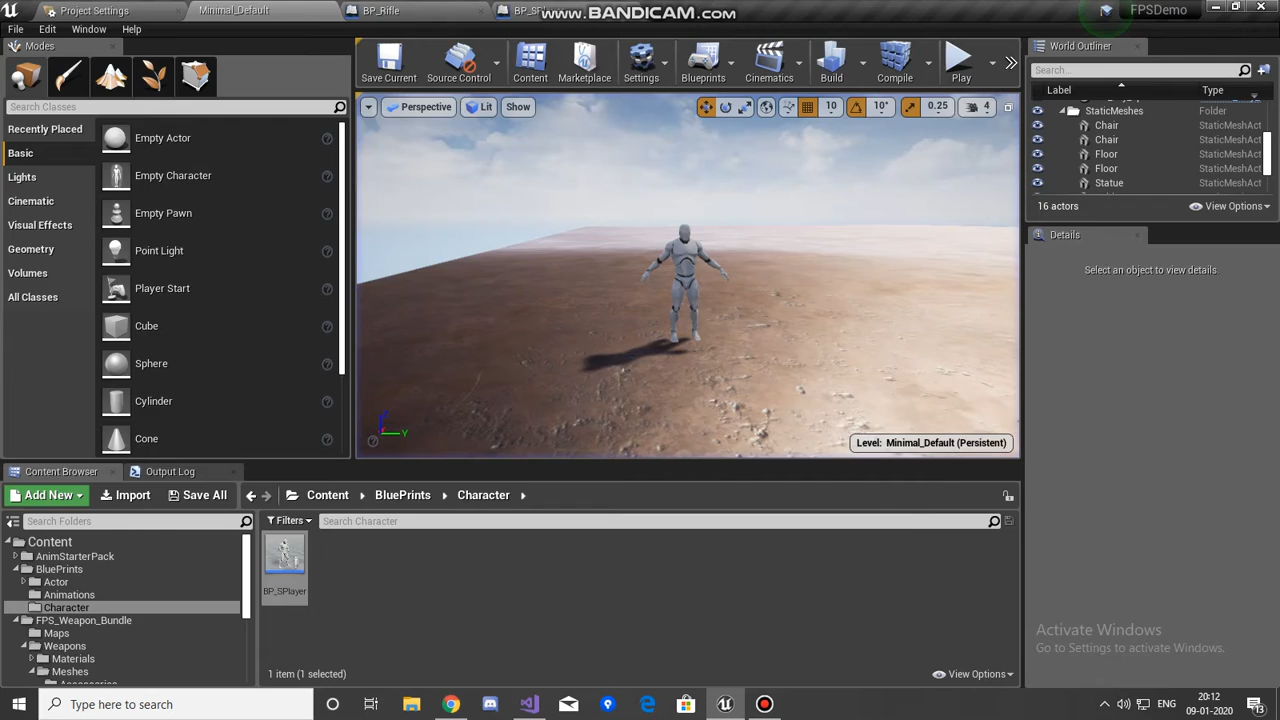 Project Settings
Minimal_Default
BP_Rifle
www.BANDICAM.com
FPSDemo
File Edit Window Help
Modes
Search Classes
Recently Placed
Basic
Lights
Cinematic
Visual Effects
Geometry
Volumes
All Classes
Empty Actor
Empty Character
Empty Pawn
Point Light
Player Start
Cube
Sphere
Cylinder
Cone
Save Current
Source Control
Content
Marketplace
Settings
Blueprints
Cinematics
Build
Compile
Play
Perspective
Lit
Show
10
10°
0.25
4
Y
Level: Minimal_Default (Persistent)
World Outliner
Search...
Label Type
StaticMeshes Folder
Chair StaticMeshAct
Chair StaticMeshAct
Floor StaticMeshAct
Floor StaticMeshAct
Statue StaticMeshAct
16 actors
View Options
Details
Select an object to view details.
Content Browser
Output Log
Add New
Import
Save All
Content
BluePrints
Character
Search Folders
Filters
Search Character
Content
AnimStarterPack
BluePrints
Actor
Animations
Character
FPS_Weapon_Bundle
Maps
Weapons
Materials
Meshes
BP_SPlayer
1 item (1 selected)
View Options
Activate Windows
Go to Settings to activate Windows.
Type here to search
ENG
20:12
09-01-2020
13